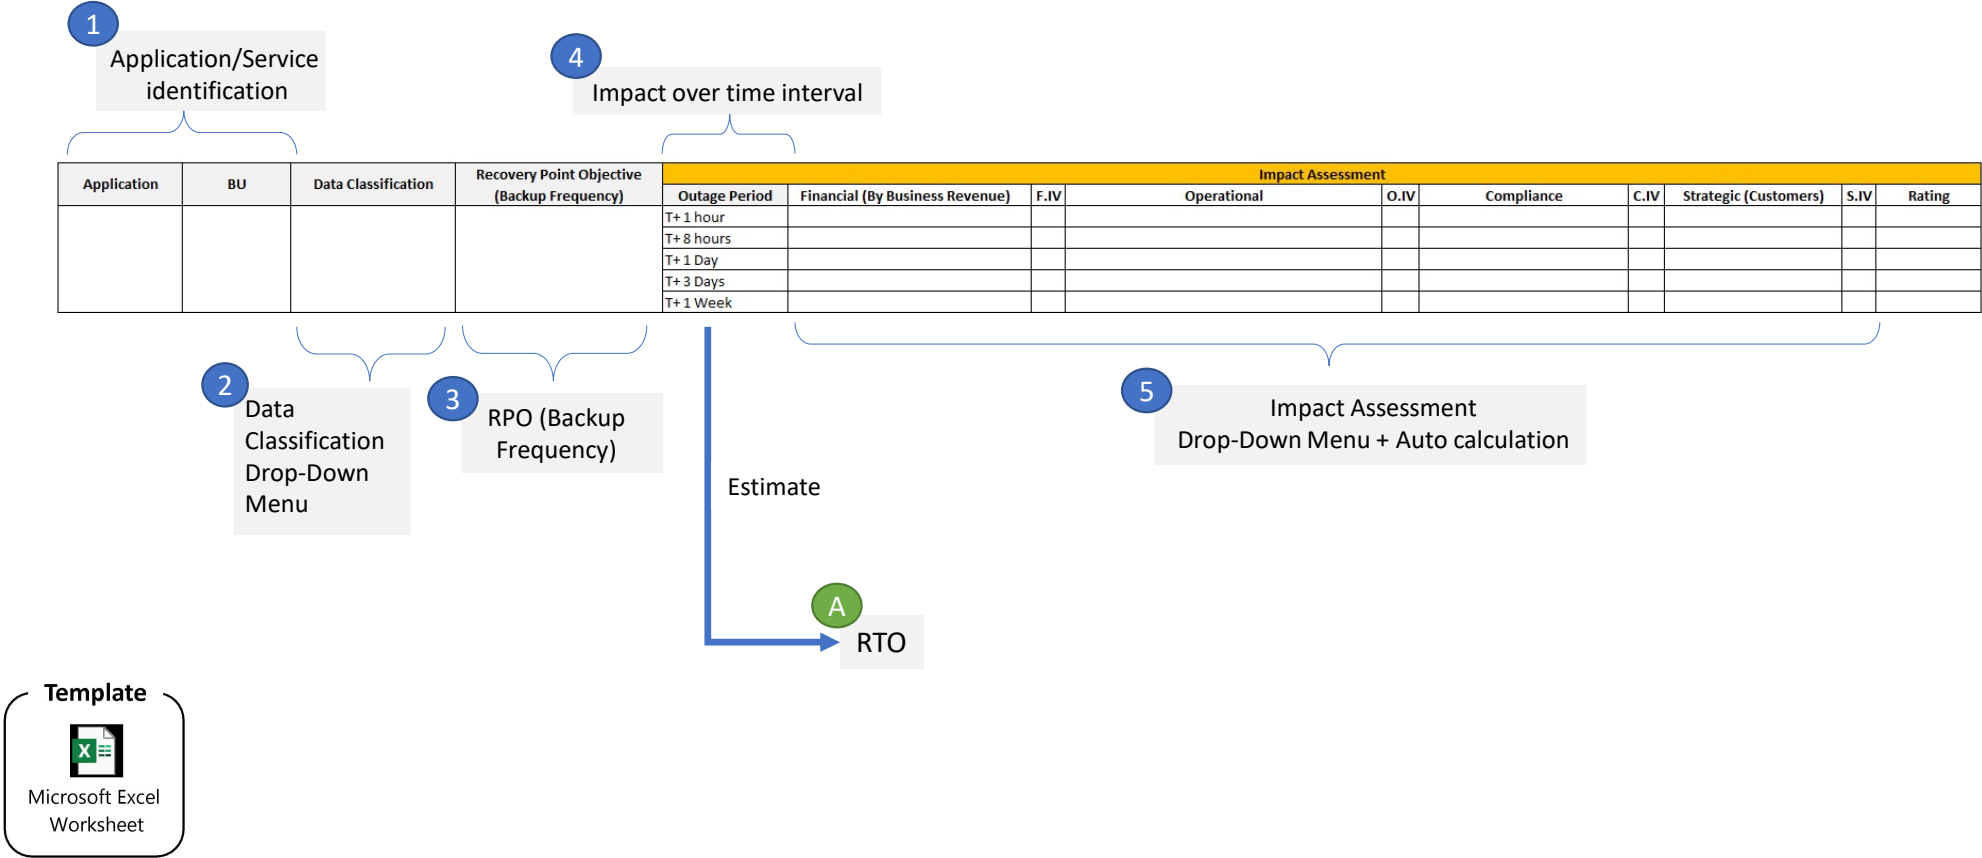 1
Application/Service
identification
4
Impact over time interval
Application
BU
Data Classification
Recovery Point Objective
(Backup Frequency)
Impact Assessment
Outage Period
Financial (By Business Revenue)
F.IV
Operational
O.IV
Compliance
C.IV
Strategic (Customers)
S.IV
Rating
T+ 1 hour
T+ 8 hours
T+ 1 Day
T+ 3 Days
T+ 1 Week
2
Data
Classification
Drop-Down
Menu
3
RPO (Backup
Frequency)
5
Impact Assessment
Drop-Down Menu + Auto calculation
Estimate
A
RTO
Template
X
Microsoft Excel
Worksheet